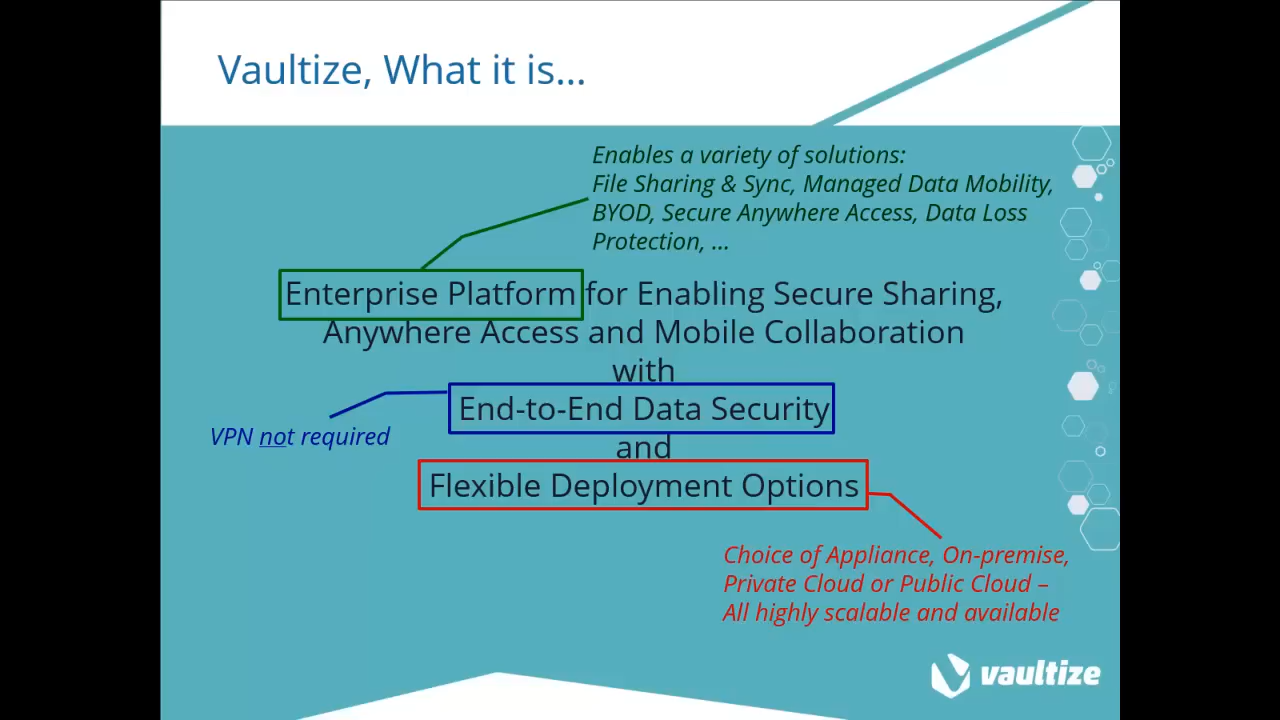 Vaultize, What it is...
Enables a variety of solutions:
File Sharing & Sync, Managed Data Mobility,
BYOD, Secure Anywhere Access, Data Loss
Protection, ...
Enterprise Platform for Enabling Secure Sharing,
Anywhere Access and Mobile Collaboration
with
End-to-End Data Security
VPN not required
and
Flexible Deployment Options
Choice of Appliance, On-premise,
Private Cloud or Public Cloud –
All highly scalable and available
vaultize